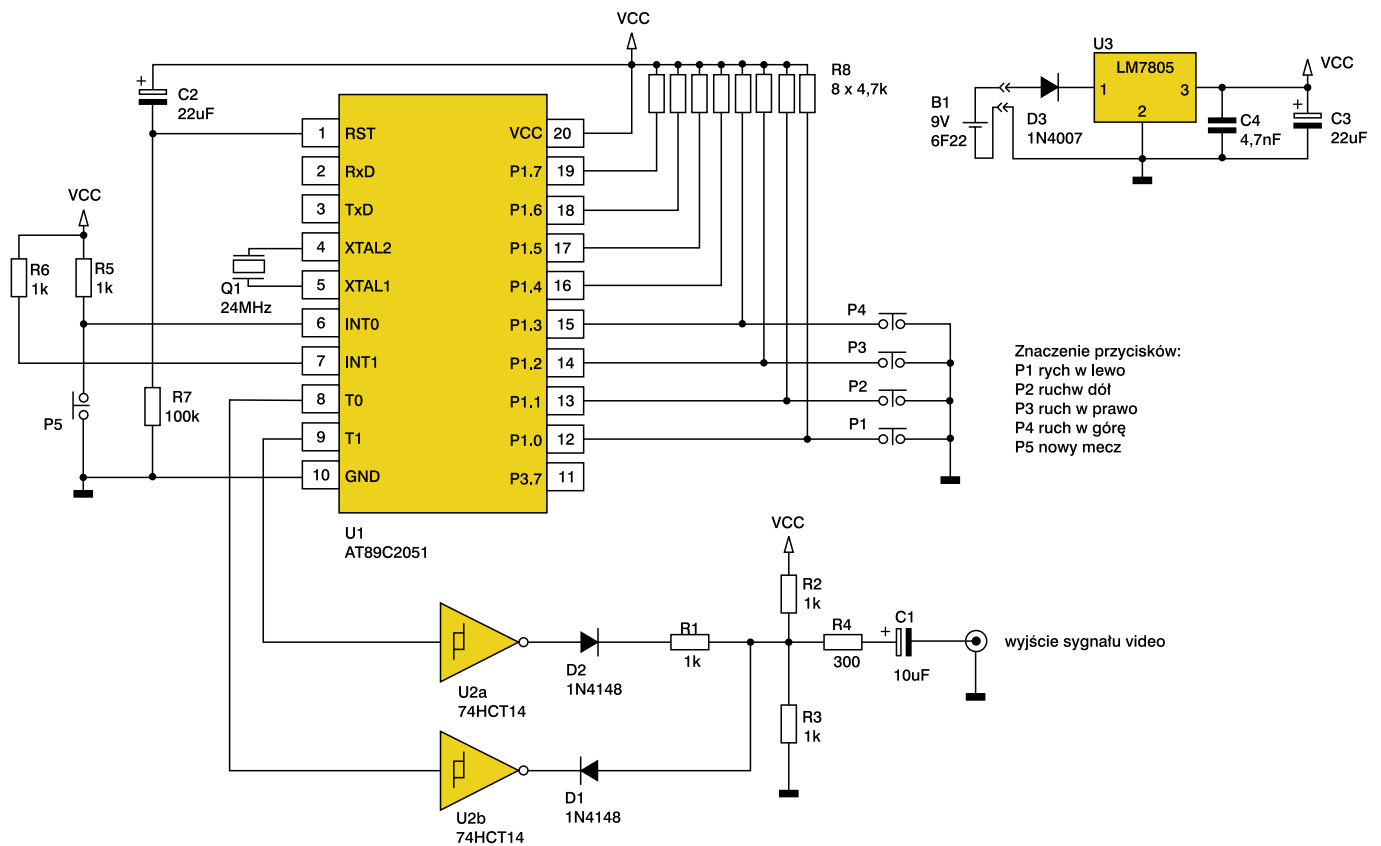 VCC
U3
LM7805
VCC
1
3
2
B1
9V
6F22
D3
1N4007
+
C4
4,7nF
C3
22uF
+
C2
22uF
R8
8 x 4,7k
1 RST
2 RxD
3 TxD
4 XTAL2
5 XTAL1
6 INT0
7 INT1
8 T0
9 T1
10 GND
VCC 20
P1.7 19
P1.6 18
P1.5 17
P1.4 16
P1.3 15
P1.2 14
P1.1 13
P1.0 12
P3.7 11
U1
AT89C2051
VCC
R6
1k
R5
1k
Q1
24MHz
P5
R7
100k
P4
P3
P2
P1
Znaczenie przycisków:
P1 rych w lewo
P2 ruchw dół
P3 ruch w prawo
P4 ruch w górę
P5 nowy mecz
VCC
R2
1k
R1
1k
R4
300
+
C1
10uF
wyjście sygnału video
R3
1k
D2
1N4148
U2a
74HCT14
D1
1N4148
U2b
74HCT14